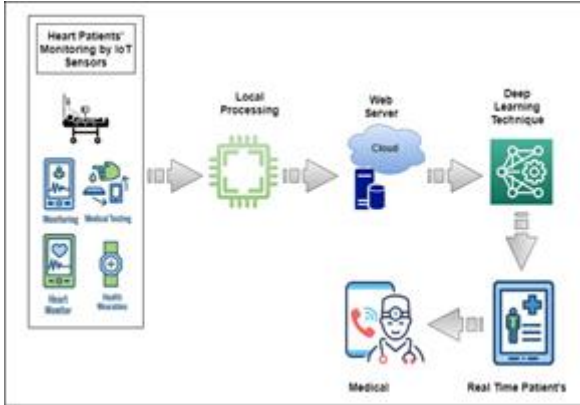 Heart Patients'
Monitoring by IoT
Sensors
Monitoring
Medical Testing
Heart
Monitor
Health
Wearables
Local
Processing
Web
Server
Cloud
Deep
Learning
Technique
Medical
Real Time Patient's